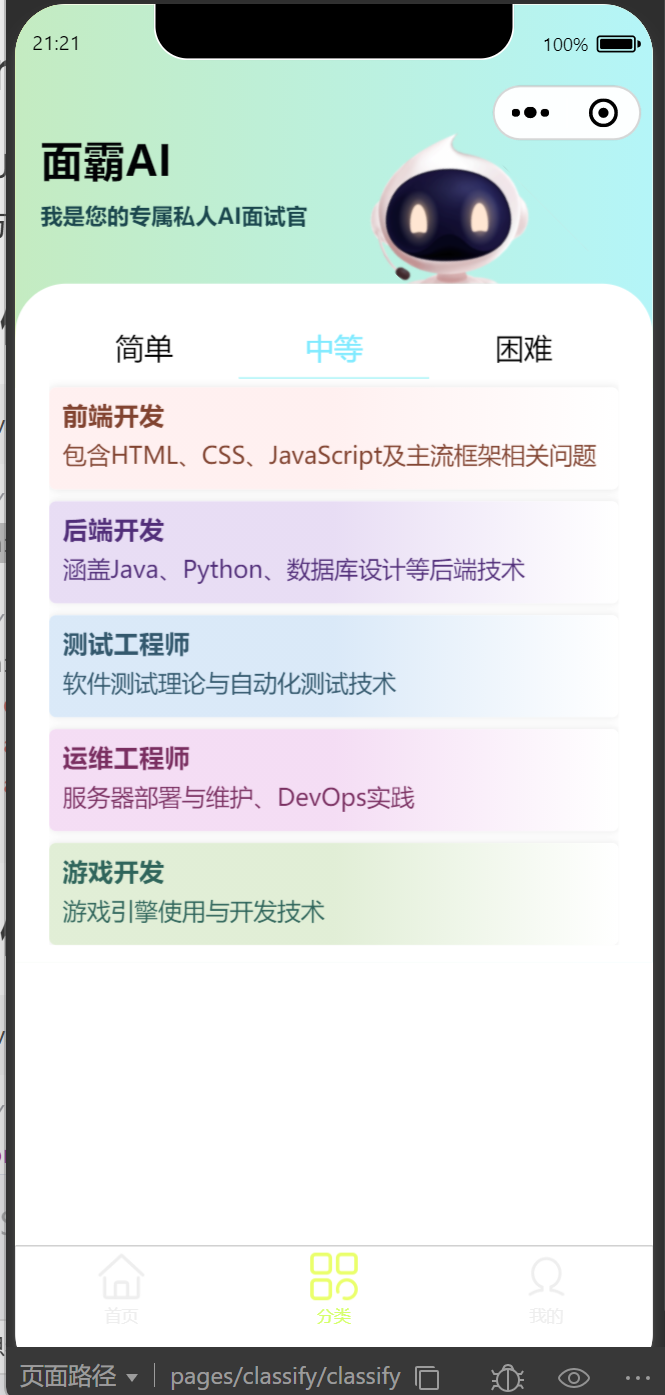 21:21
100%
面霸AI
我是您的专属私人AI面试官
简单 中等 困难
前端开发
包含HTML、CSS、JavaScript及主流框架相关问题
后端开发
涵盖Java、Python、数据库设计等后端技术
测试工程师
软件测试理论与自动化测试技术
运维工程师
服务器部署与维护、DevOps实践
游戏开发
游戏引擎使用与开发技术
首页 分类 我的
页面路径 pages/classify/classify